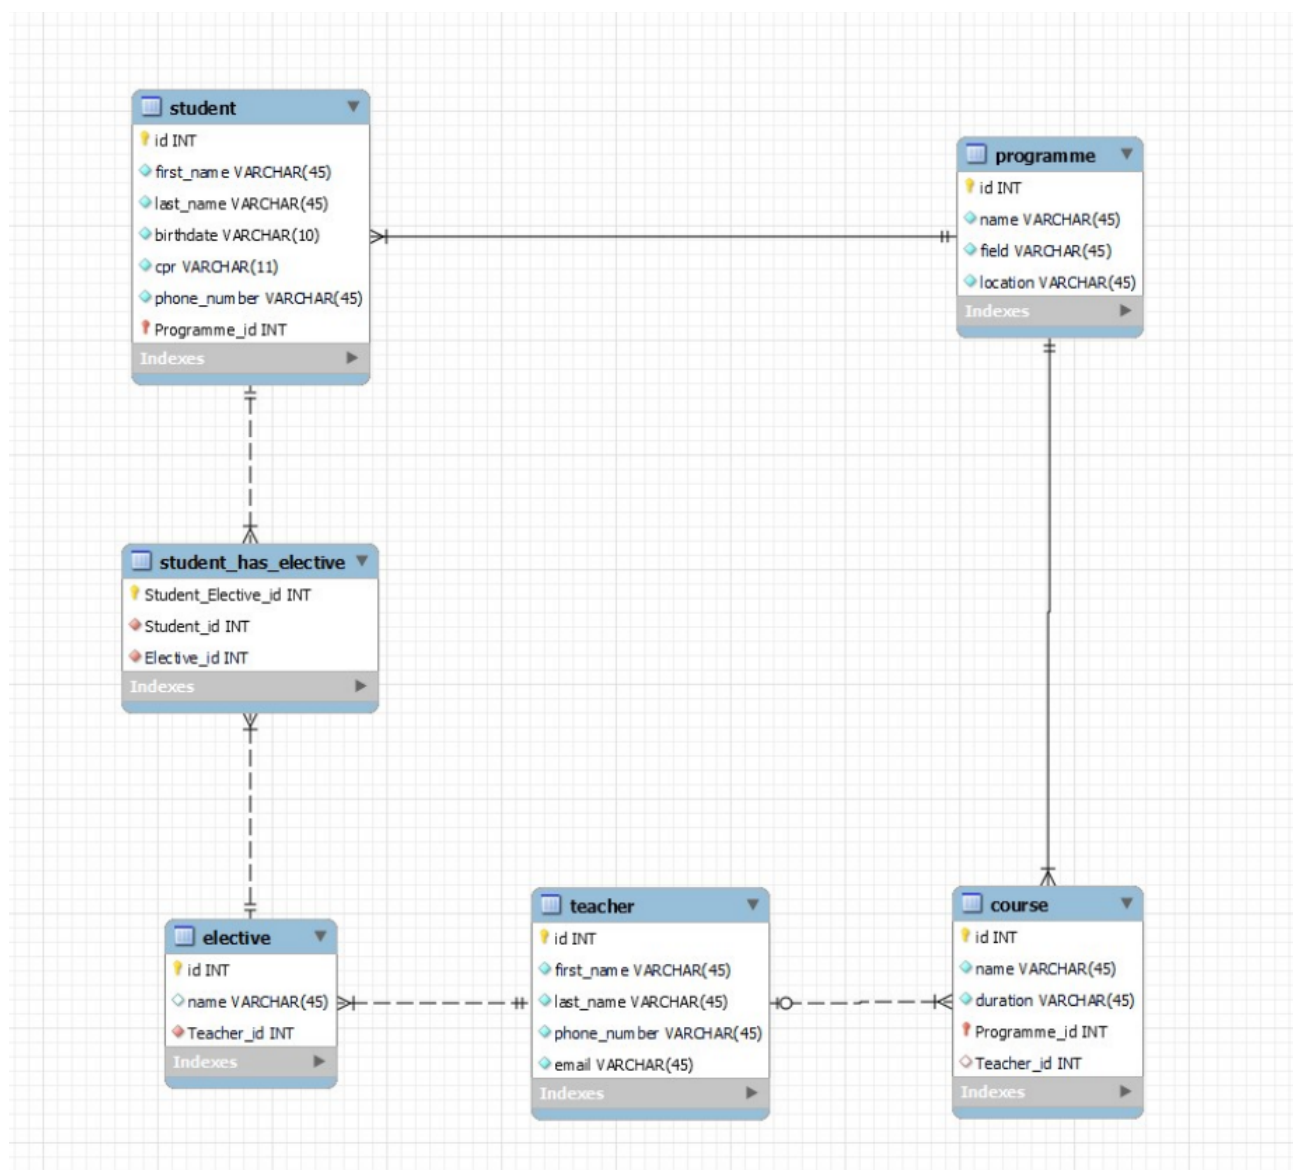 student
id INT
first_name VARCHAR(45)
last_name VARCHAR(45)
birthdate VARCHAR(10)
cpr VARCHAR(11)
phone_number VARCHAR(45)
Programme_id INT
Indexes
programme
id INT
name VARCHAR(45)
field VARCHAR(45)
location VARCHAR(45)
Indexes
student_has_elective
Student_Elective_id INT
Student_id INT
Elective_id INT
Indexes
elective
id INT
name VARCHAR(45)
Teacher_id INT
Indexes
teacher
id INT
first_name VARCHAR(45)
last_name VARCHAR(45)
phone_number VARCHAR(45)
email VARCHAR(45)
Indexes
course
id INT
name VARCHAR(45)
duration VARCHAR(45)
Programme_id INT
Teacher_id INT
Indexes